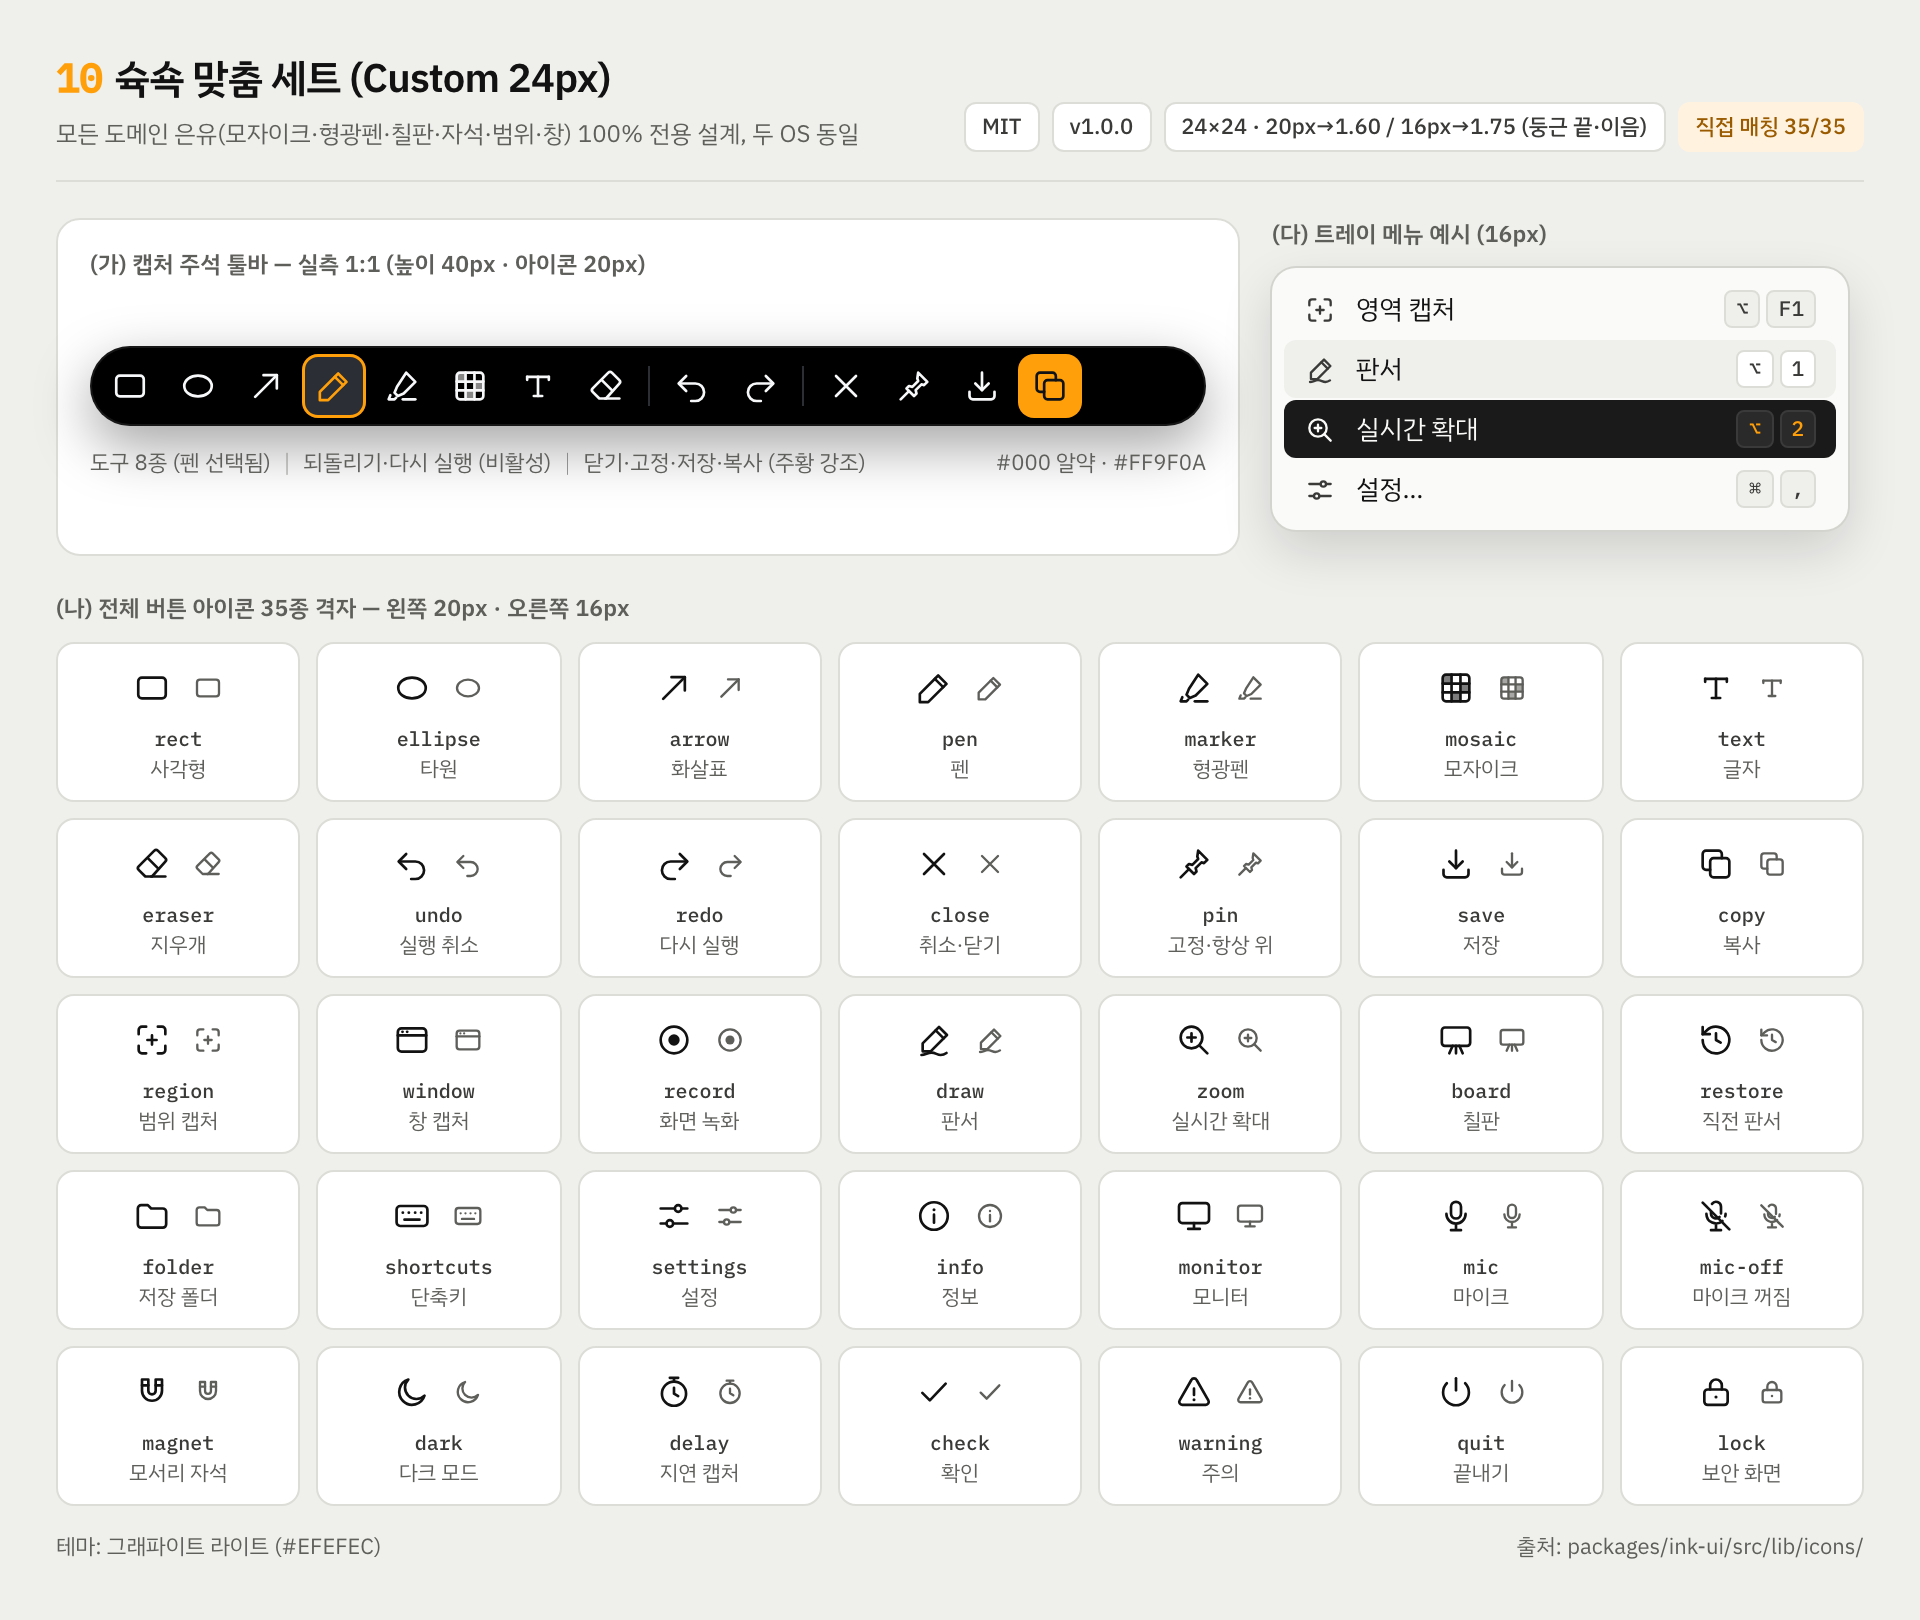 10 슉쇽 맞춤 세트 (Custom 24px)
모든 도메인 은유(모자이크·형광펜·칠판·자석·범위·창) 100% 전용 설계, 두 OS 동일
MIT
v1.0.0
24×24 · 20px→1.60 / 16px→1.75 (둥근 끝·이음)
직접 매칭 35/35
(가) 캡처 주석 툴바 — 실측 1:1 (높이 40px · 아이콘 20px)
도구 8종 (펜 선택됨) | 되돌리기·다시 실행 (비활성) | 닫기·고정·저장·복사 (주황 강조)
#000 알약 · #FF9F0A
(다) 트레이 메뉴 예시 (16px)
영역 캡처 ⌥ F1
판서 ⌥ 1
실시간 확대 ⌥ 2
설정... ⌘ ,
(나) 전체 버튼 아이콘 35종 격자 — 왼쪽 20px · 오른쪽 16px
rect
사각형
ellipse
타원
arrow
화살표
pen
펜
marker
형광펜
mosaic
모자이크
text
글자
eraser
지우개
undo
실행 취소
redo
다시 실행
close
취소·닫기
pin
고정·항상 위
save
저장
copy
복사
region
범위 캡처
window
창 캡처
record
화면 녹화
draw
판서
zoom
실시간 확대
board
칠판
restore
직전 판서
folder
저장 폴더
shortcuts
단축키
settings
설정
info
정보
monitor
모니터
mic
마이크
mic-off
마이크 꺼짐
magnet
모서리 자석
dark
다크 모드
delay
지연 캡처
check
확인
warning
주의
quit
끝내기
lock
보안 화면
테마: 그래파이트 라이트 (#EFEFEC)
출처: packages/ink-ui/src/lib/icons/